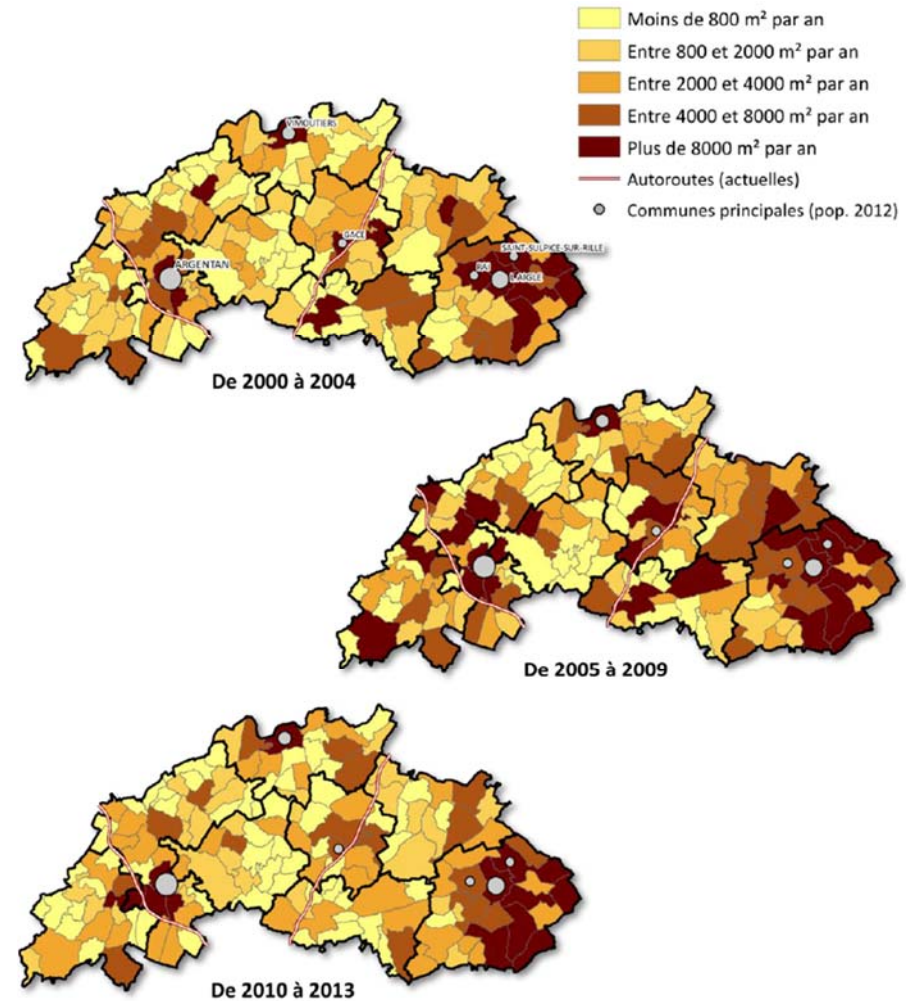 Moins de 800 m² par an
Entre 800 et 2000 m² par an
Entre 2000 et 4000 m² par an
Entre 4000 et 8000 m² par an
Plus de 8000 m² par an
Autoroutes (actuelles)
Communes principales (pop. 2012)
VIMOUTIERS
GACE
SAINT-SULPICE-SUR-RILLE
ARGENTAN
RAI
L'AIGLE
De 2000 à 2004
De 2005 à 2009
De 2010 à 2013